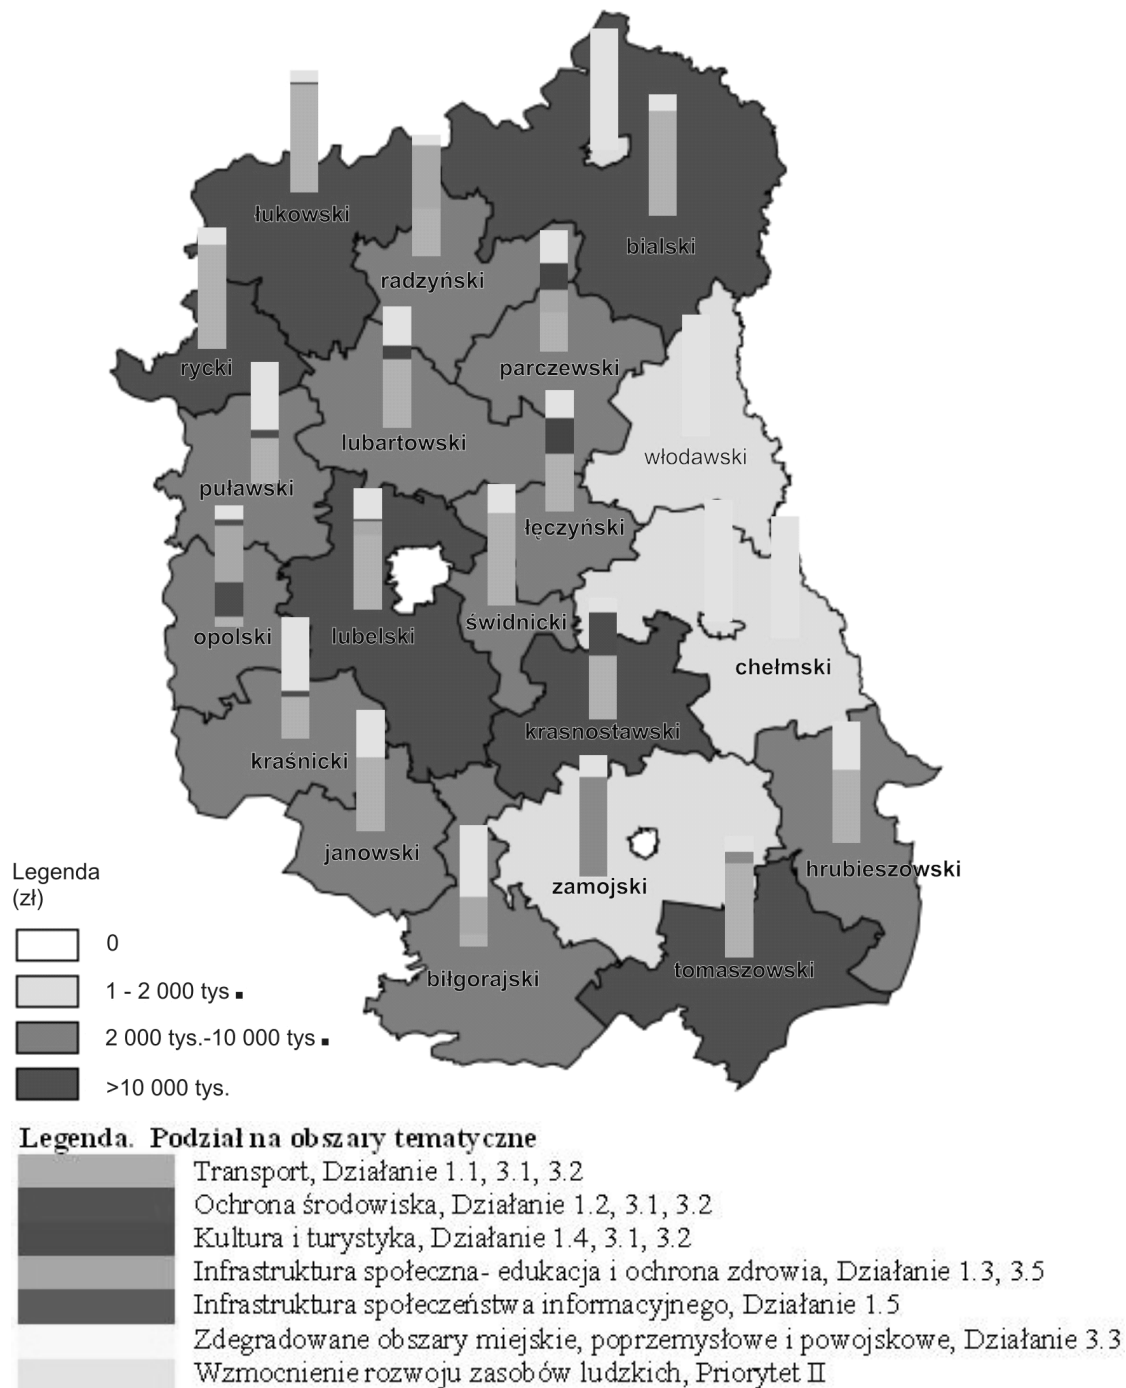 łukowski
bialski
radzyński
rycki
parczewski
lubartowski
włodawski
puławski
łęczyński
opolski
lubelski
świdnicki
chełmski
krasnostawski
kraśnicki
janowski
zamojski
hrubieszowski
tomaszowski
biłgorajski
Legenda
(zł)
0
1 - 2 000 tys.
2 000 tys.-10 000 tys.
>10 000 tys.
Legenda. Podział na obszary tematyczne
Transport, Działanie 1.1, 3.1, 3.2
Ochrona środowiska, Działanie 1.2, 3.1, 3.2
Kultura i turystyka, Działanie 1.4, 3.1, 3.2
Infrastruktura społeczna- edukacja i ochrona zdrowia, Działanie 1.3, 3.5
Infrastruktura społeczeństwa informacyjnego, Działanie 1.5
Zdegradowane obszary miejskie, poprzemysłowe i powojskowe, Działanie 3.3
Wzmocnienie rozwoju zasobów ludzkich, Priorytet II